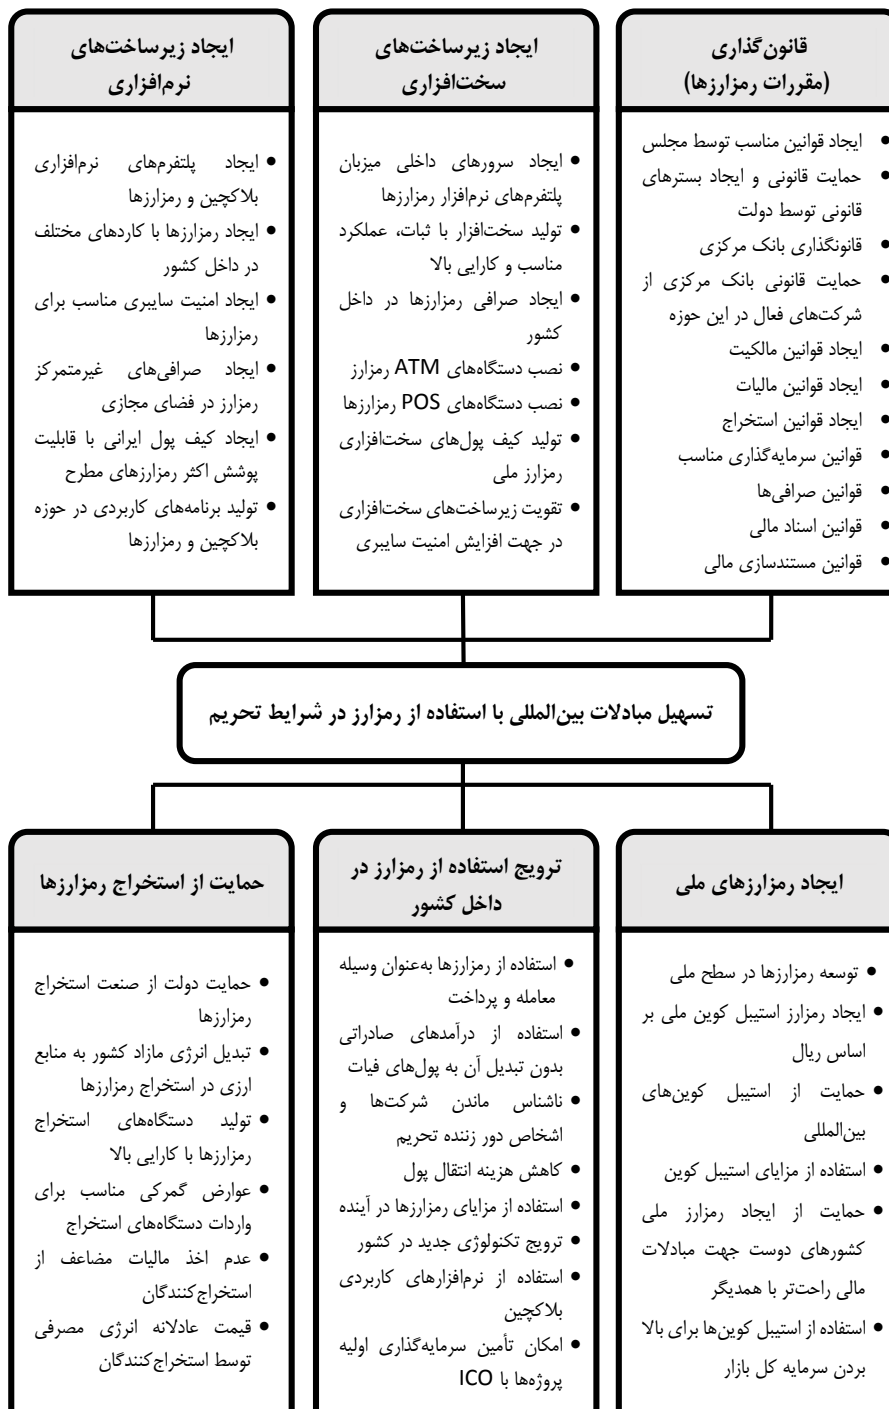 قانون‌گذاری
(مقررات رمزارزها)
ایجاد قوانین مناسب توسط مجلس
حمایت قانونی و ایجاد بسترهای
قانونی توسط دولت
قانونگذاری بانک مرکزی
حمایت قانونی بانک مرکزی از
شرکت‌های فعال در این حوزه
ایجاد قوانین مالکیت
ایجاد قوانین مالیات
ایجاد قوانین استخراج
قوانین سرمایه‌گذاری مناسب
قوانین صرافی‌ها
قوانین اسناد مالی
قوانین مستندسازی مالی
ایجاد زیرساخت‌های
سخت‌افزاری
ایجاد سرورهای داخلی میزبان
پلتفرم‌های نرم‌افزار رمزارزها
تولید سخت‌افزار با ثبات، عملکرد
مناسب و کارایی بالا
ایجاد صرافی رمزارزها در داخل
کشور
نصب دستگاه‌های ATM رمزارز
نصب دستگاه‌های POS رمزارزها
تولید کیف پول‌های سخت‌افزاری
رمزارز ملی
تقویت زیرساخت‌های سخت‌افزاری
در جهت افزایش امنیت سایبری
ایجاد زیرساخت‌های
نرم‌افزاری
ایجاد پلتفرم‌های نرم‌افزاری
بلاکچین و رمزارزها
ایجاد رمزارزها با کاردهای مختلف
در داخل کشور
ایجاد امنیت سایبری مناسب برای
رمزارزها
ایجاد صرافی‌های غیرمتمرکز
رمزارز در فضای مجازی
ایجاد کیف پول ایرانی با قابلیت
پوشش اکثر رمزارزهای مطرح
تولید برنامه‌های کاربردی در حوزه
بلاکچین و رمزارزها
تسهیل مبادلات بین‌المللی با استفاده از رمزارز در شرایط تحریم
ایجاد رمزارزهای ملی
توسعه رمزارزها در سطح ملی
ایجاد رمزارز استیبل کوین ملی بر
اساس ریال
حمایت از استیبل کوین‌های
بین‌المللی
استفاده از مزایای استیبل کوین
حمایت از ایجاد رمزارز ملی
کشورهای دوست جهت مبادلات
مالی راحت‌تر با همدیگر
استفاده از استیبل کوین‌ها برای بالا
بردن سرمایه کل بازار
ترویج استفاده از رمزارز در
داخل کشور
استفاده از رمزارزها به‌عنوان وسیله
معامله و پرداخت
استفاده از درآمدهای صادراتی
بدون تبدیل آن به پول‌های فیات
ناشناس ماندن شرکت‌ها و
اشخاص دور زننده تحریم
کاهش هزینه انتقال پول
استفاده از مزایای رمزارزها در آینده
ترویج تکنولوژی جدید در کشور
استفاده از نرم‌افزارهای کاربردی
بلاکچین
امکان تأمین سرمایه‌گذاری اولیه
پروژه‌ها با ICO
حمایت از استخراج رمزارزها
حمایت دولت از صنعت استخراج
رمزارزها
تبدیل انرژی مازاد کشور به منابع
ارزی در استخراج رمزارزها
تولید دستگاه‌های استخراج
رمزارزها با کارایی بالا
عوارض گمرکی مناسب برای
واردات دستگاه‌های استخراج
عدم اخذ مالیات مضاعف از
استخراج‌کنندگان
قیمت عادلانه انرژی مصرفی
توسط استخراج‌کنندگان